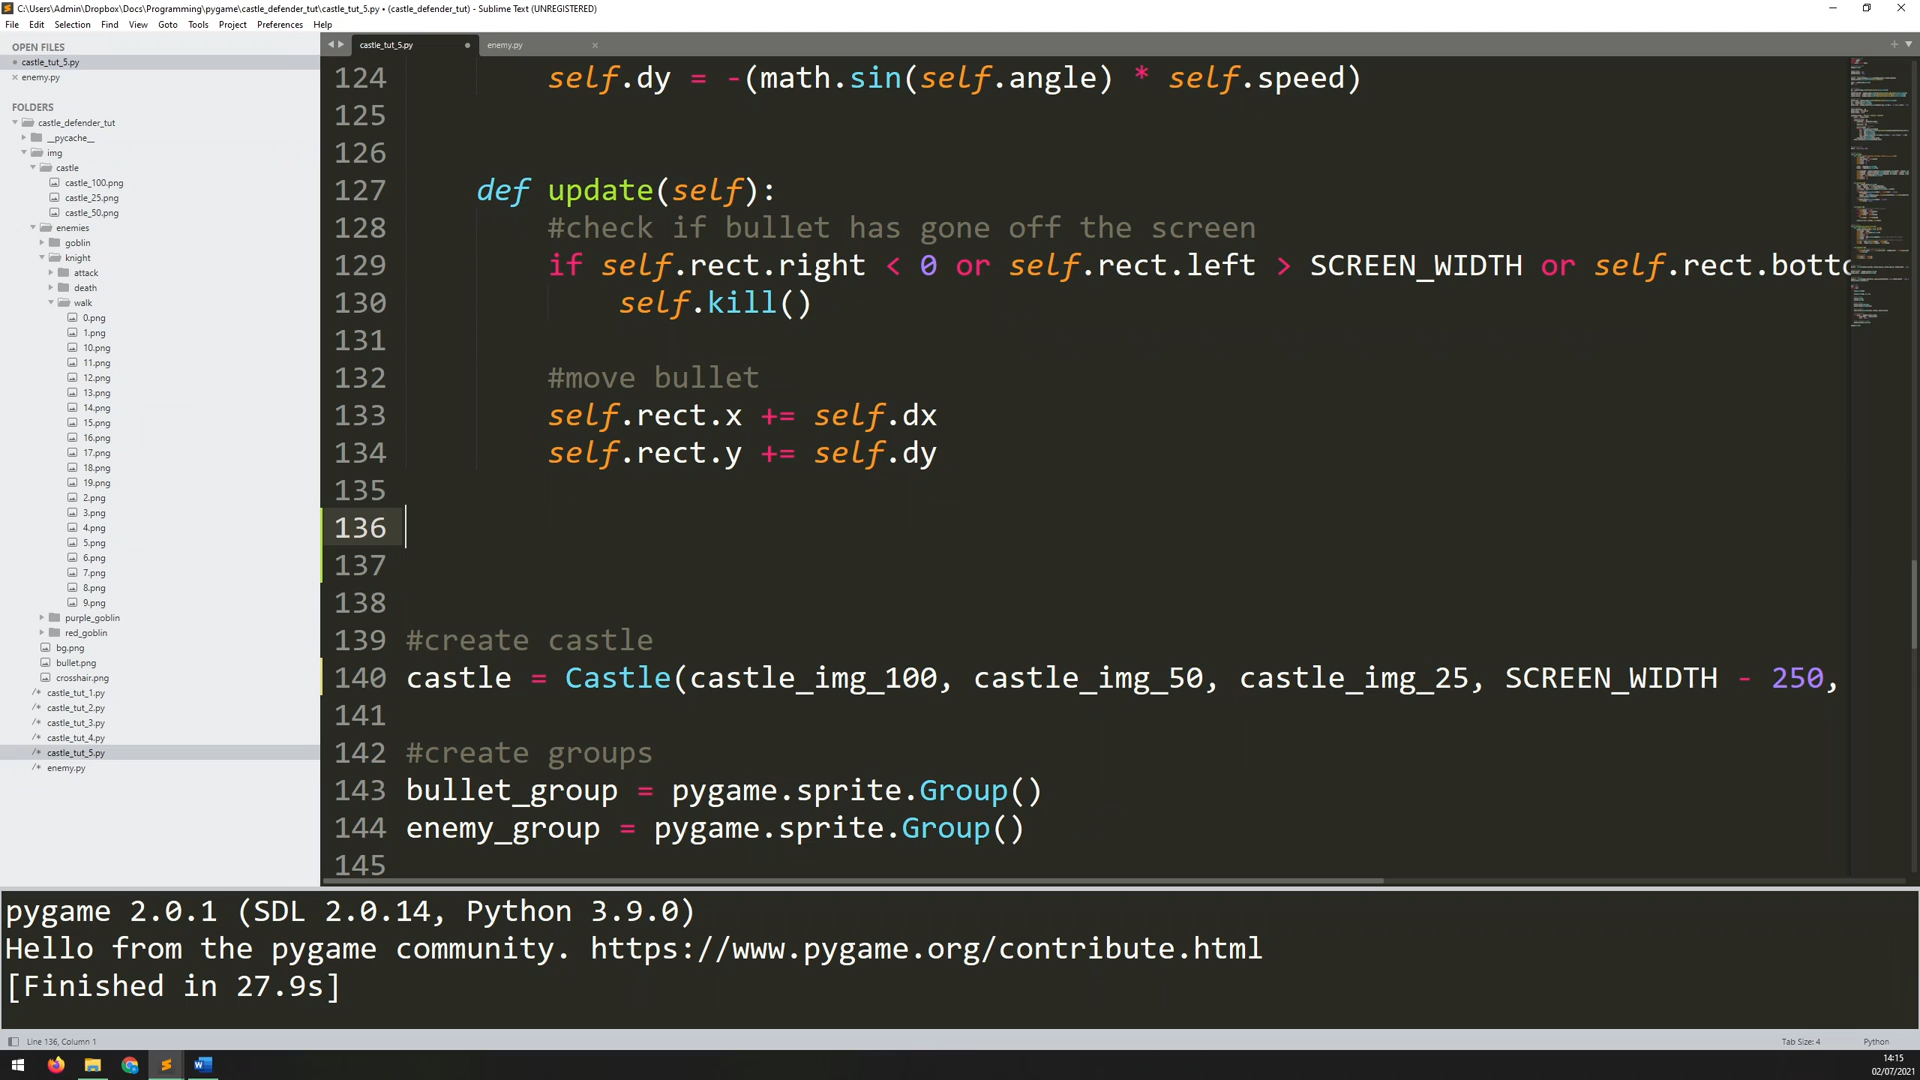 C:\Users\Admin\Dropbox\Docs\Programming\pygame\castle_defender_tut\castle_tut_5.py • (castle_defender_tut) - Sublime Text (UNREGISTERED)
File Edit Selection Find View Goto Tools Project Preferences Help
OPEN FILES
castle_tut_5.py
enemy.py
FOLDERS
castle_defender_tut
__pycache__
img
castle
castle_100.png
castle_25.png
castle_50.png
enemies
goblin
knight
attack
death
walk
0.png
1.png
10.png
11.png
12.png
13.png
14.png
15.png
16.png
17.png
18.png
19.png
2.png
3.png
4.png
5.png
6.png
7.png
8.png
9.png
purple_goblin
red_goblin
bg.png
bullet.png
crosshair.png
castle_tut_1.py
castle_tut_2.py
castle_tut_3.py
castle_tut_4.py
castle_tut_5.py
enemy.py
castle_tut_5.py enemy.py
124 self.dy = -(math.sin(self.angle) * self.speed)
125
126
127 def update(self):
128 #check if bullet has gone off the screen
129 if self.rect.right < 0 or self.rect.left > SCREEN_WIDTH or self.rect.botto
130 self.kill()
131
132 #move bullet
133 self.rect.x += self.dx
134 self.rect.y += self.dy
135
136
137
138
139 #create castle
140 castle = Castle(castle_img_100, castle_img_50, castle_img_25, SCREEN_WIDTH - 250,
141
142 #create groups
143 bullet_group = pygame.sprite.Group()
144 enemy_group = pygame.sprite.Group()
145
pygame 2.0.1 (SDL 2.0.14, Python 3.9.0)
Hello from the pygame community. https://www.pygame.org/contribute.html
[Finished in 27.9s]
Line 136, Column 1 Tab Size: 4 Python
14:15
02/07/2021